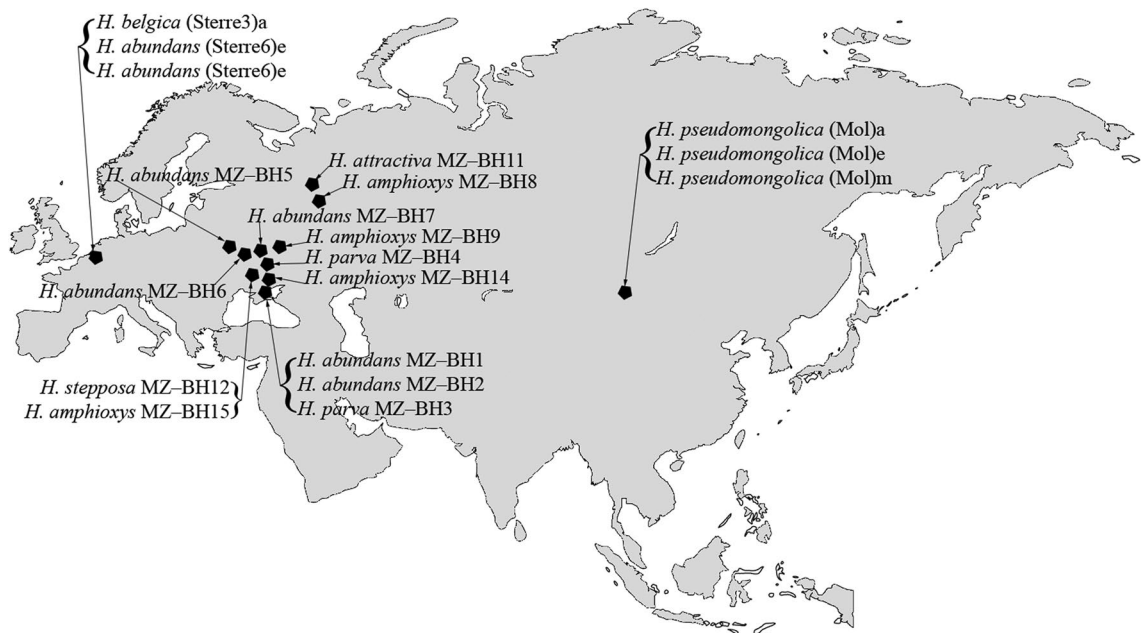 H. belgica (Sterre3)a
H. abundans (Sterre6)e
H. abundans (Sterre6)e
H. pseudomongolica (Mol)a
H. pseudomongolica (Mol)e
H. pseudomongolica (Mol)m
H. attractiva MZ–BH11
H. abundans MZ–BH5
H. amphioxys MZ–BH8
H. abundans MZ–BH7
H. amphioxys MZ–BH9
H. parva MZ–BH4
H. amphioxys MZ–BH14
H. abundans MZ–BH6
H. abundans MZ–BH1
H. abundans MZ–BH2
H. parva MZ–BH3
H. stepposa MZ–BH12
H. amphioxys MZ–BH15